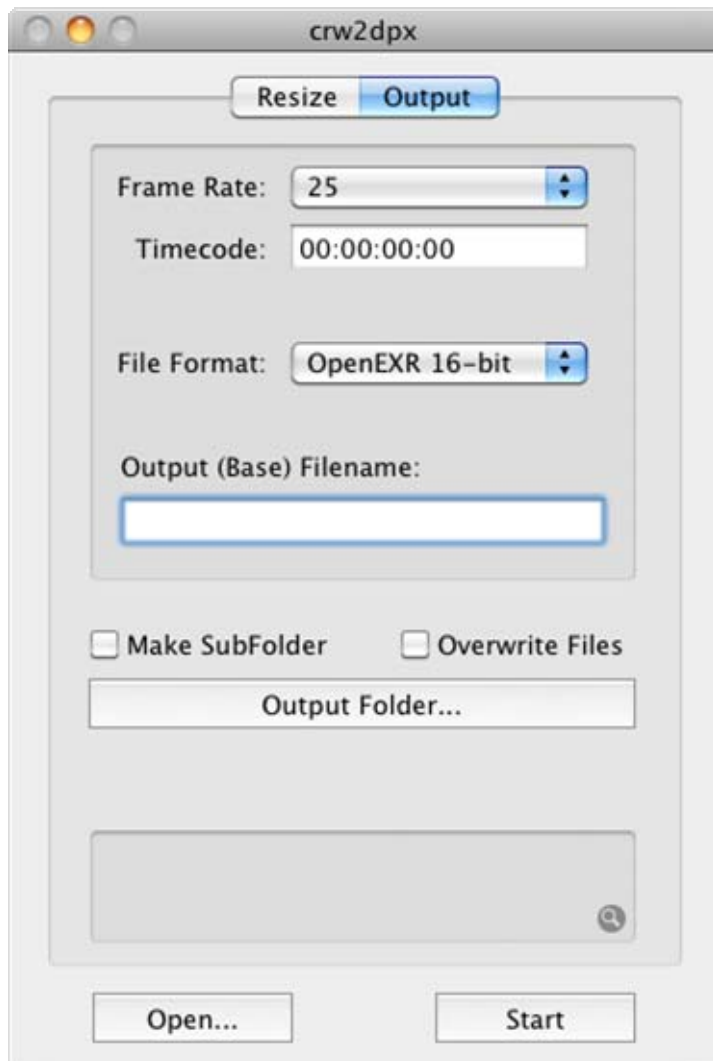 crw2dpx
Resize Output
Frame Rate: 25
Timecode: 00:00:00:00
File Format: OpenEXR 16-bit
Output (Base) Filename:
Make SubFolder Overwrite Files
Output Folder...
Open... Start